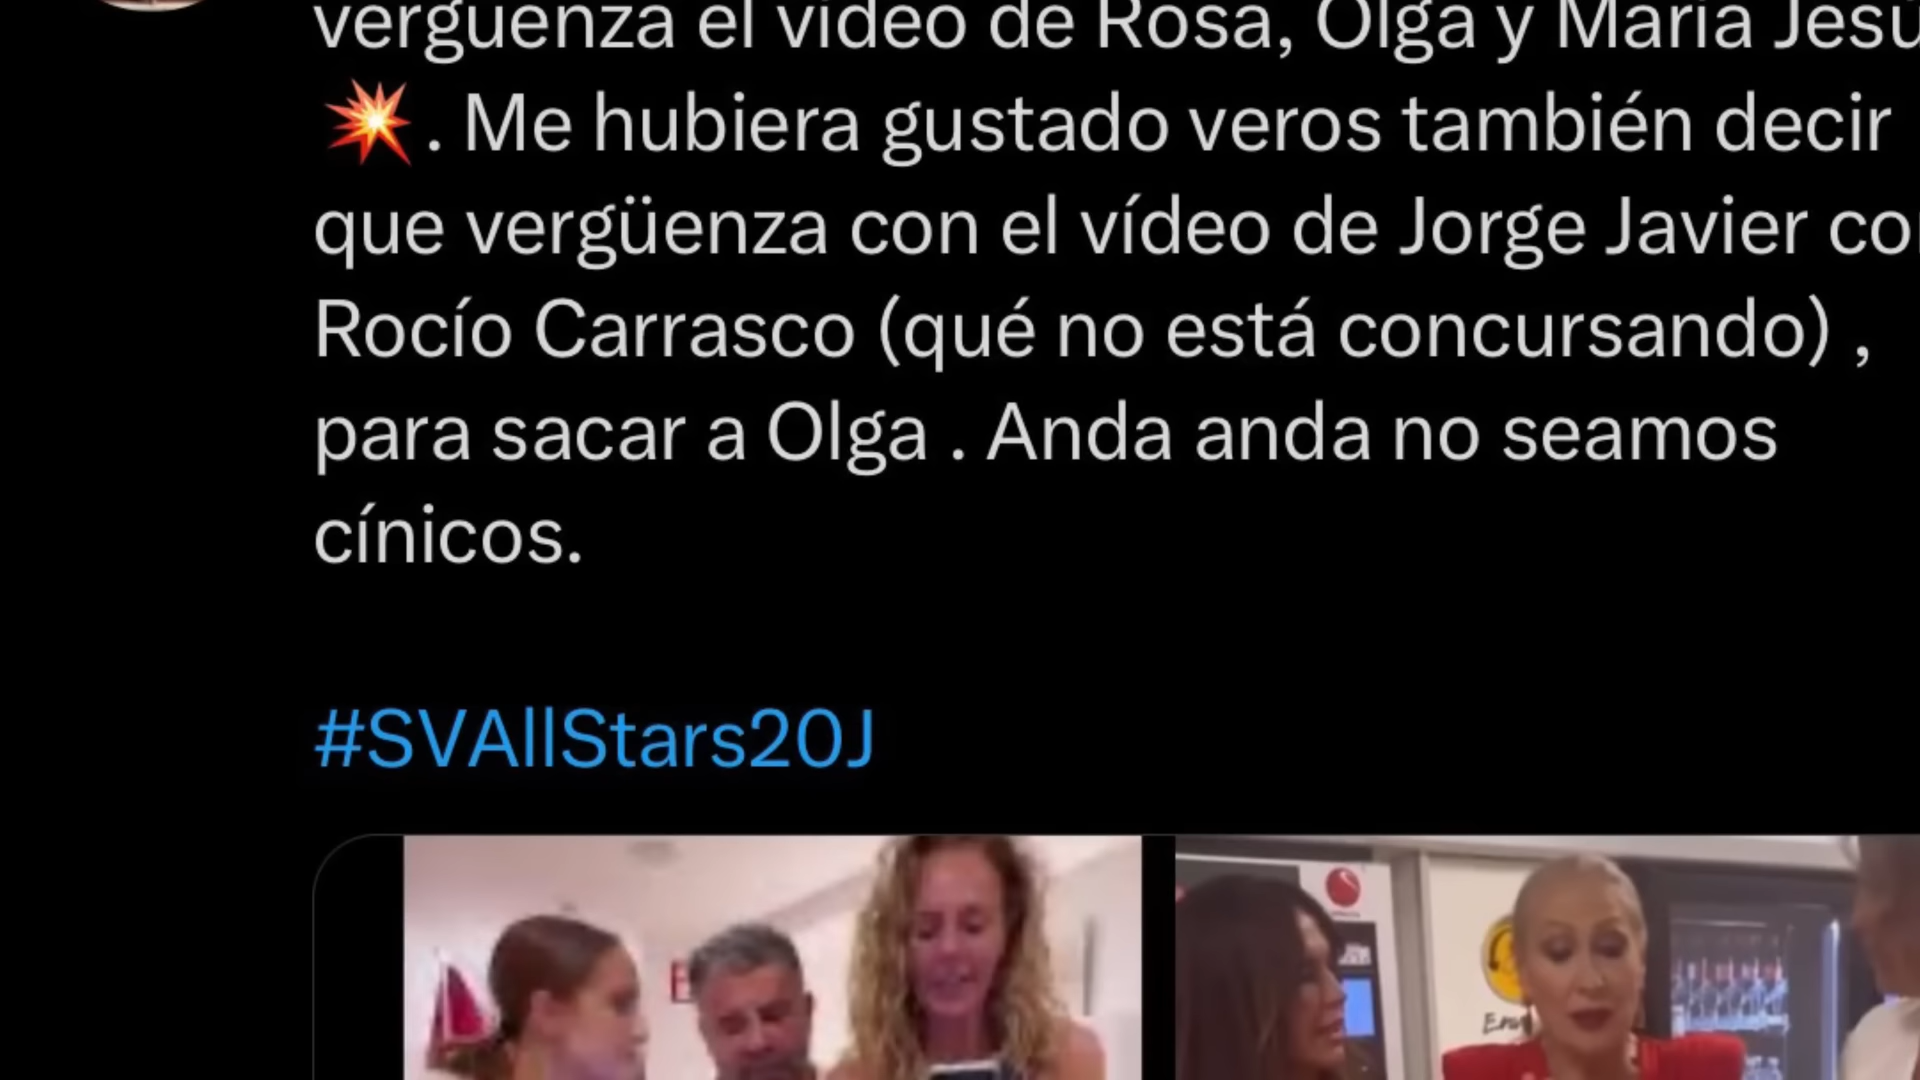 vergüenza el vídeo de Rosa, Olga y María Jesú
💥. Me hubiera gustado veros también decir
que vergüenza con el vídeo de Jorge Javier co
Rocío Carrasco (qué no está concursando) ,
para sacar a Olga . Anda anda no seamos
cínicos.
#SVAllStars20J